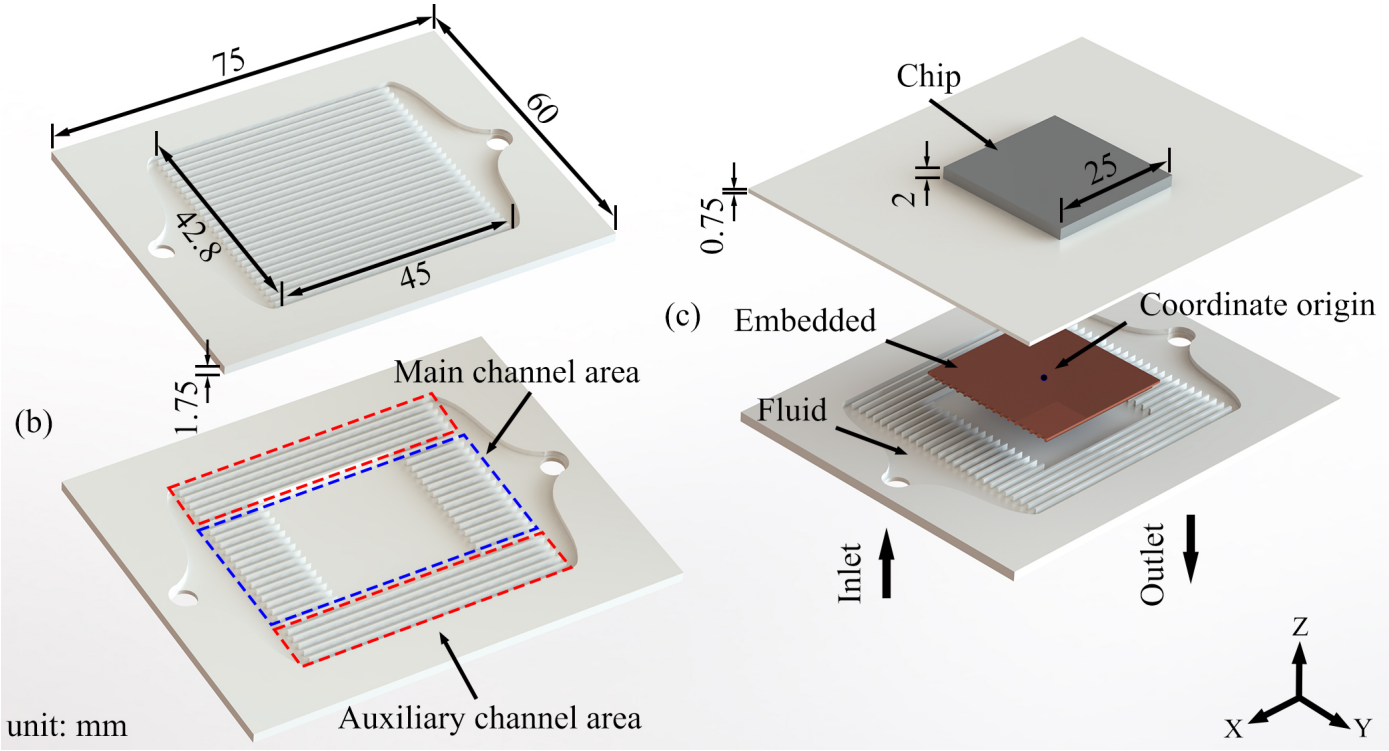 75
60
42.8
45
1.75
(b)
Main channel area
Auxiliary channel area
unit: mm
Chip
25
2
0.75
(c)
Embedded
Coordinate origin
Fluid
Inlet
Outlet
Z
X
Y